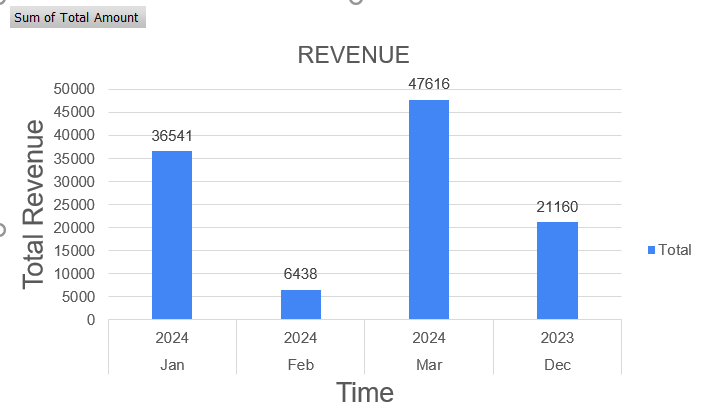 Sum of Total Amount
REVENUE
Total Revenue
50000
45000
40000
35000
30000
25000
20000
15000
10000
5000
0
36541
6438
47616
21160
Total
2024 2024 2024 2023
Jan Feb Mar Dec
Time